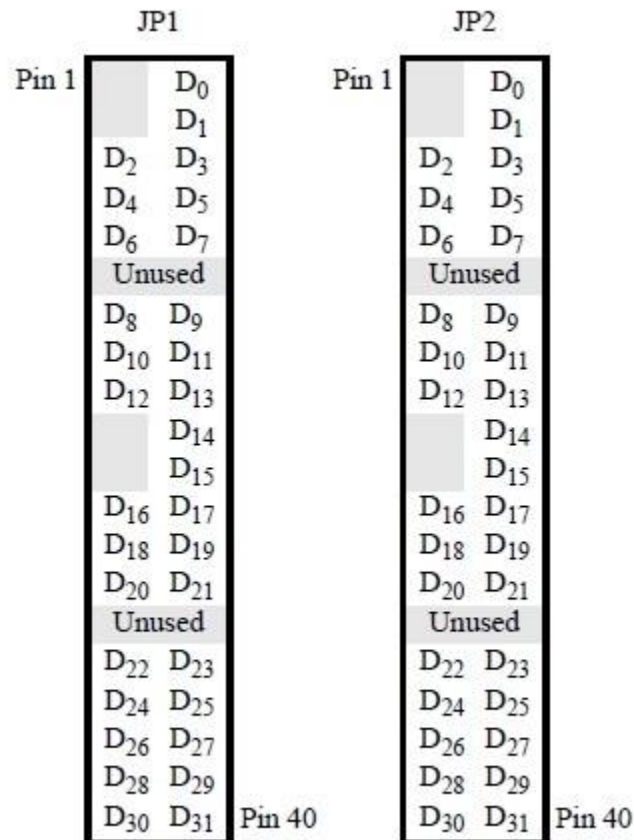 JP1 JP2
Pin 1 D0 Pin 1 D0
D1 D1
D2 D3 D2 D3
D4 D5 D4 D5
D6 D7 D6 D7
Unused Unused
D8 D9 D8 D9
D10 D11 D10 D11
D12 D13 D12 D13
D14 D14
D15 D15
D16 D17 D16 D17
D18 D19 D18 D19
D20 D21 D20 D21
Unused Unused
D22 D23 D22 D23
D24 D25 D24 D25
D26 D27 D26 D27
D28 D29 D28 D29
D30 D31 Pin 40 D30 D31 Pin 40